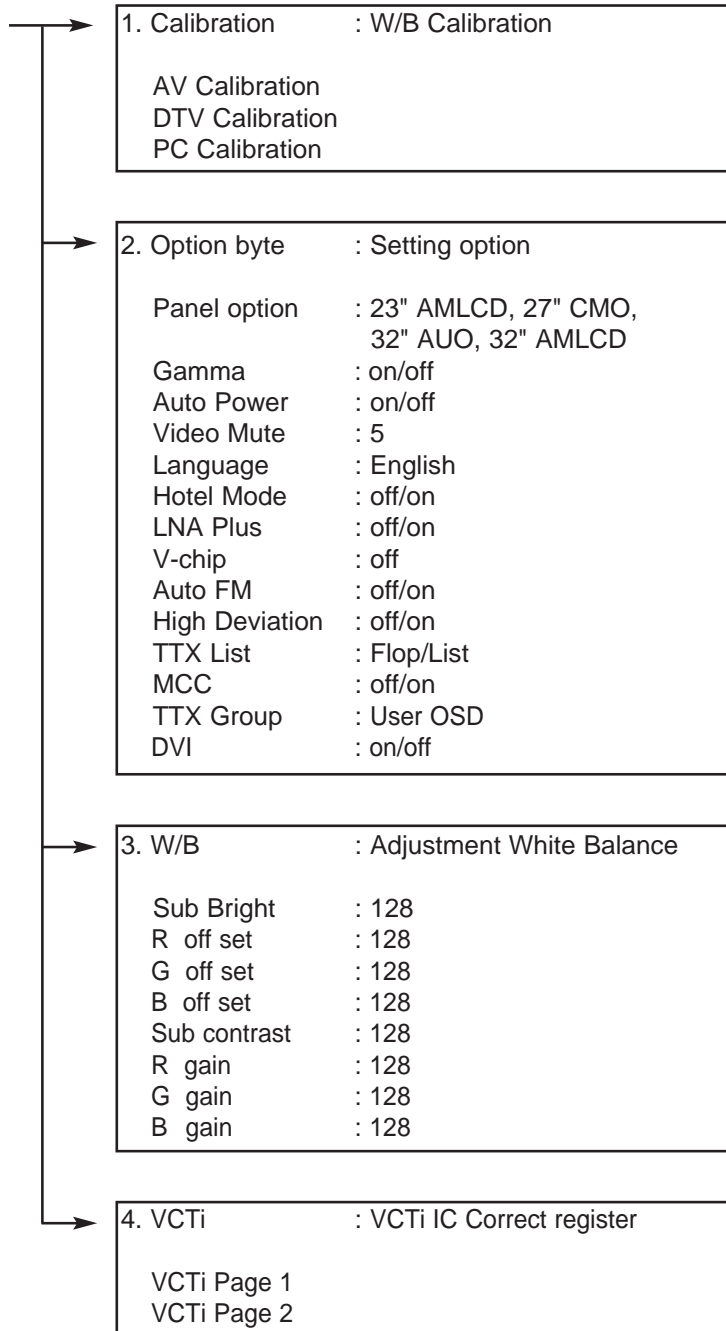 1. Calibration : W/B Calibration
AV Calibration
DTV Calibration
PC Calibration
2. Option byte : Setting option
Panel option : 23" AMLCD, 27" CMO,
32" AUO, 32" AMLCD
Gamma : on/off
Auto Power : on/off
Video Mute : 5
Language : English
Hotel Mode : off/on
LNA Plus : off/on
V-chip : off
Auto FM : off/on
High Deviation : off/on
TTX List : Flop/List
MCC : off/on
TTX Group : User OSD
DVI : on/off
3. W/B : Adjustment White Balance
Sub Bright : 128
R off set : 128
G off set : 128
B off set : 128
Sub contrast : 128
R gain : 128
G gain : 128
B gain : 128
4. VCTi : VCTi IC Correct register
VCTi Page 1
VCTi Page 2